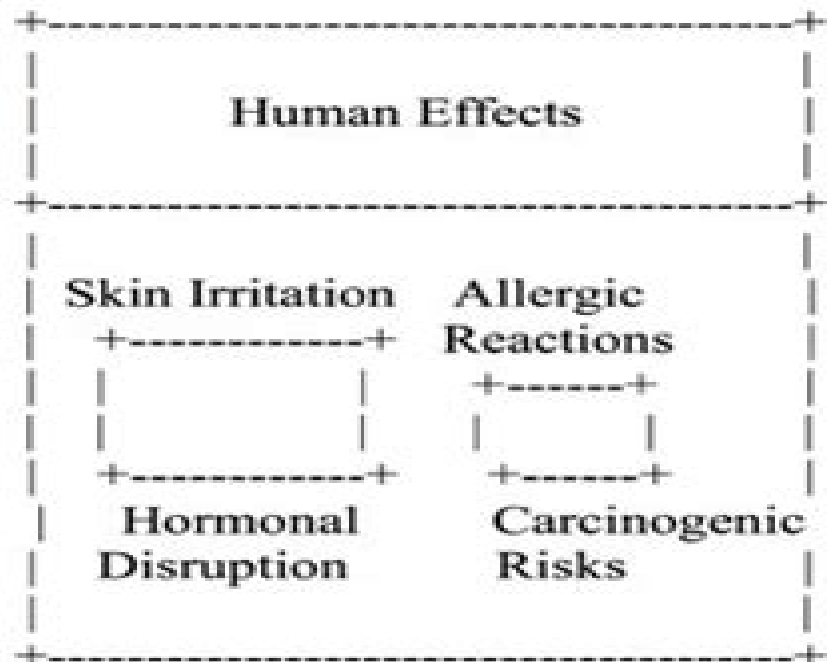 Human Effects
Skin Irritation
Allergic
Reactions
Hormonal
Disruption
Carcinogenic
Risks